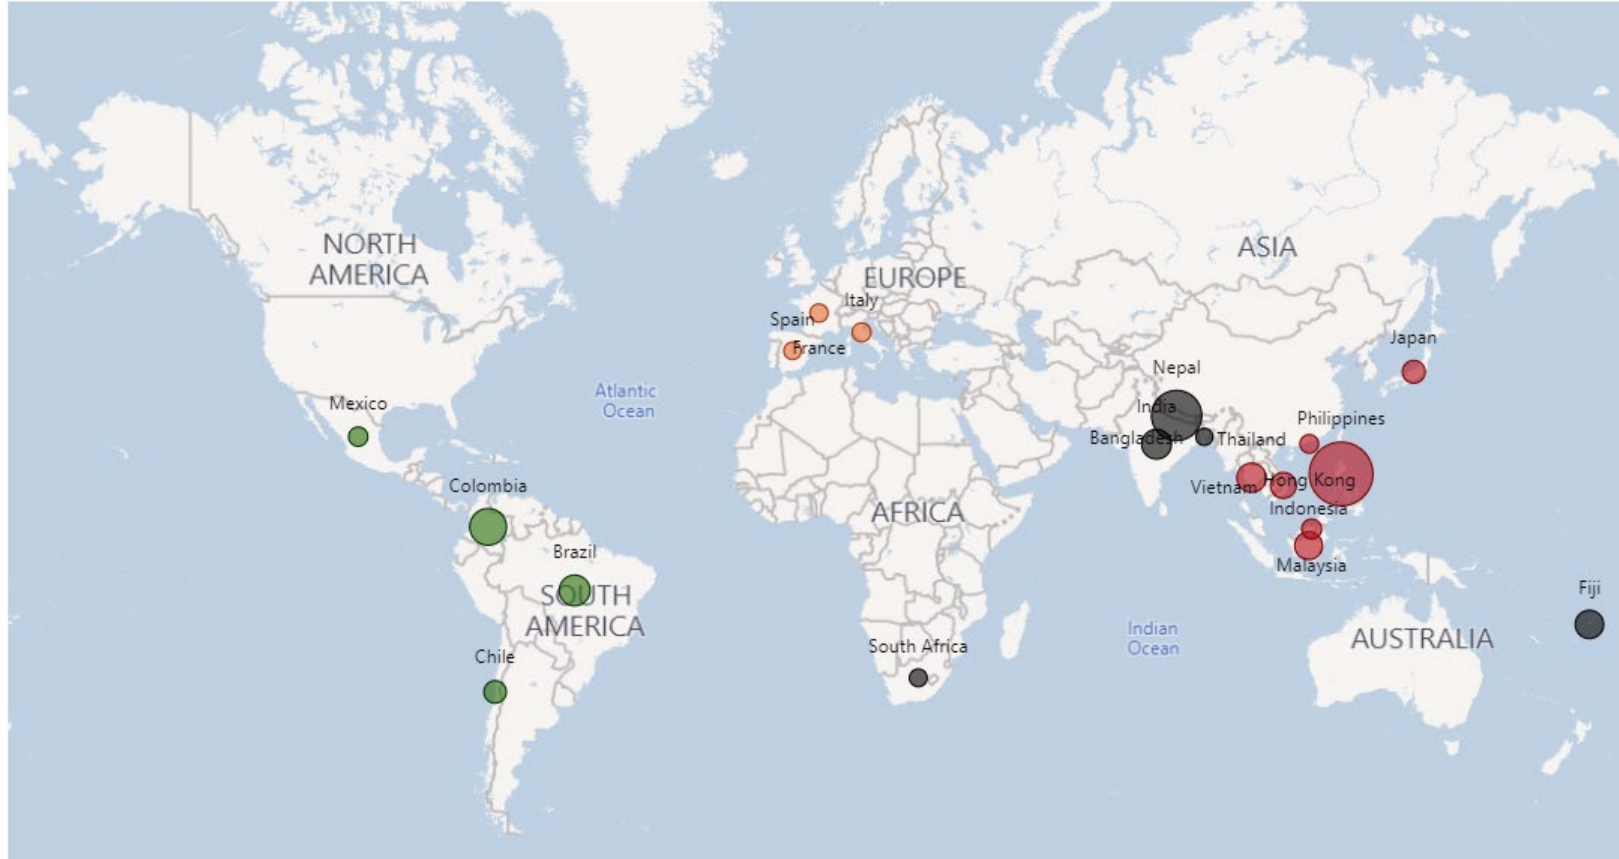 NORTH
AMERICA
EUROPE
ASIA
Italy
Spain
France
Japan
Nepal
Atlantic
Ocean
Mexico
India
Philippines
Bangladesh
Thailand
Colombia
Vietnam
Hong Kong
AFRICA
Indonesia
Brazil
Malaysia
SOUTH
AMERICA
Fiji
Indian
Ocean
AUSTRALIA
South Africa
Chile